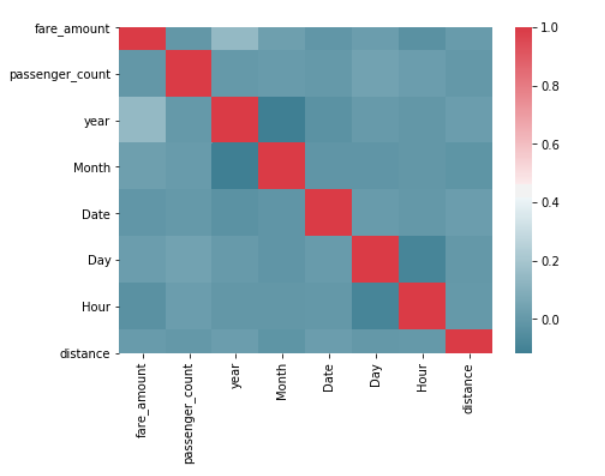 fare_amount
passenger_count
year
Month
Date
Day
Hour
distance
fare_amount
passenger_count
year
Month
Date
Day
Hour
distance
1.0
0.8
0.6
0.4
0.2
0.0